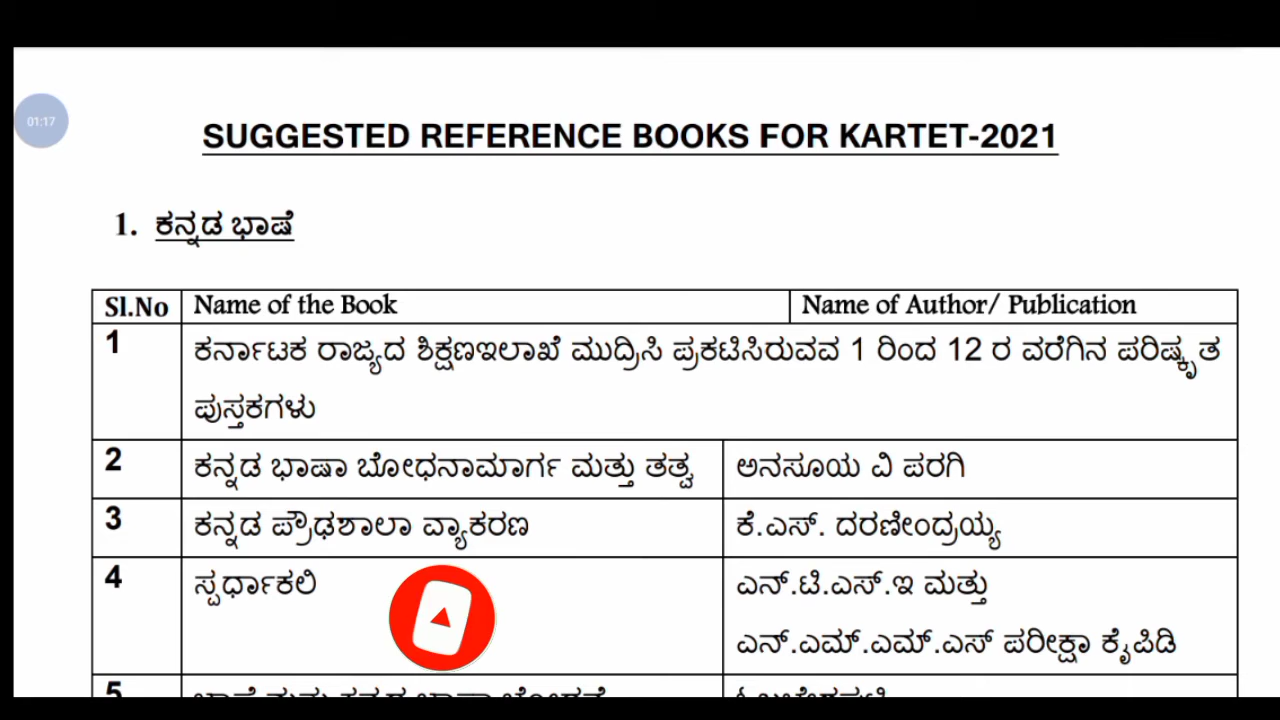 01:17
SUGGESTED REFERENCE BOOKS FOR KARTET-2021
1. ಕನ್ನಡ ಭಾಷೆ
Sl.No Name of the Book Name of Author/ Publication
1 ಕರ್ನಾಟಕ ರಾಜ್ಯದ ಶಿಕ್ಷಣಇಲಾಖೆ ಮುದ್ರಿಸಿ ಪ್ರಕಟಿಸಿರುವವ 1 ರಿಂದ 12 ರ ವರೆಗಿನ ಪರಿಷ್ಕೃತ
ಪುಸ್ತಕಗಳು
2 ಕನ್ನಡ ಭಾಷಾ ಬೋಧನಾಮಾರ್ಗ ಮತ್ತು ತತ್ವ ಅನಸೂಯ ವಿ ಪರಗಿ
3 ಕನ್ನಡ ಪ್ರೌಢಶಾಲಾ ವ್ಯಾಕರಣ ಕೆ.ಎಸ್. ದರಣೇಂದ್ರಯ್ಯ
4 ಸ್ಪರ್ಧಾಕಲಿ ಎನ್.ಟಿ.ಎಸ್.ಇ ಮತ್ತು
ಎನ್.ಎಮ್.ಎಮ್.ಎಸ್ ಪರೀಕ್ಷಾ ಕೈಪಿಡಿ
5